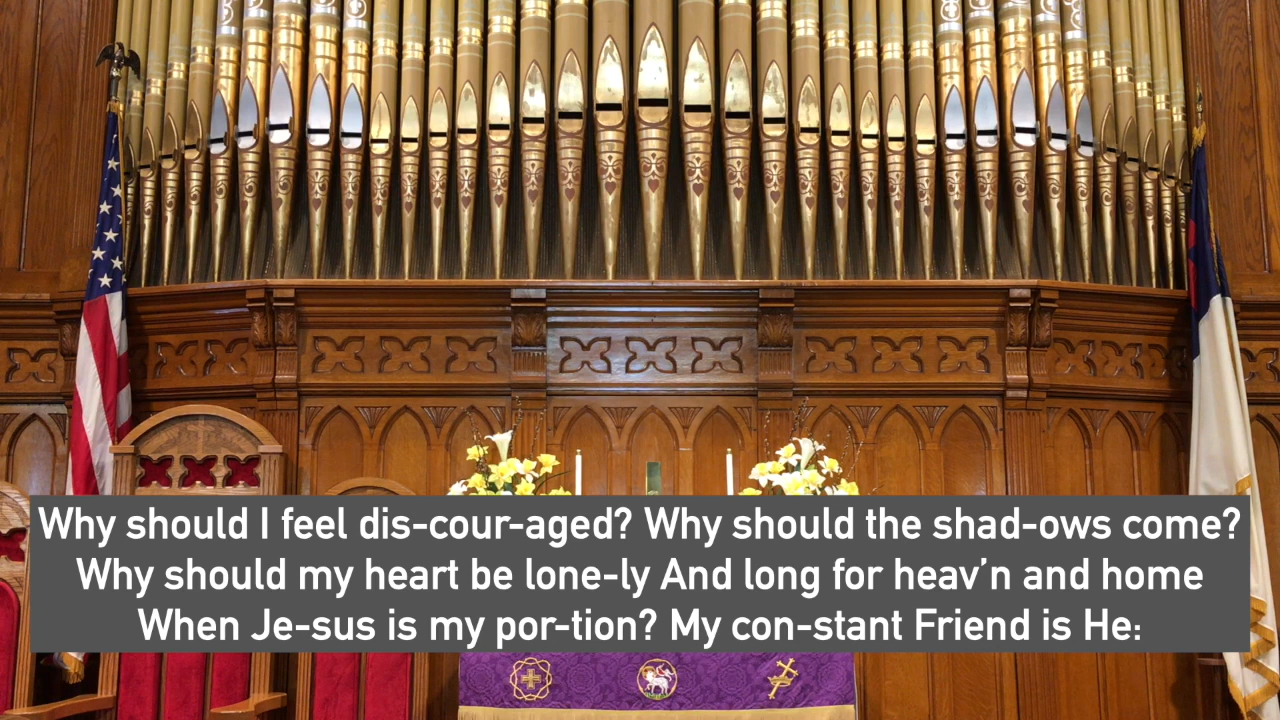 Why should I feel dis-cour-aged? Why should the shad-ows come?
Why should my heart be lone-ly And long for heav’n and home
When Je-sus is my por-tion? My con-stant Friend is He: